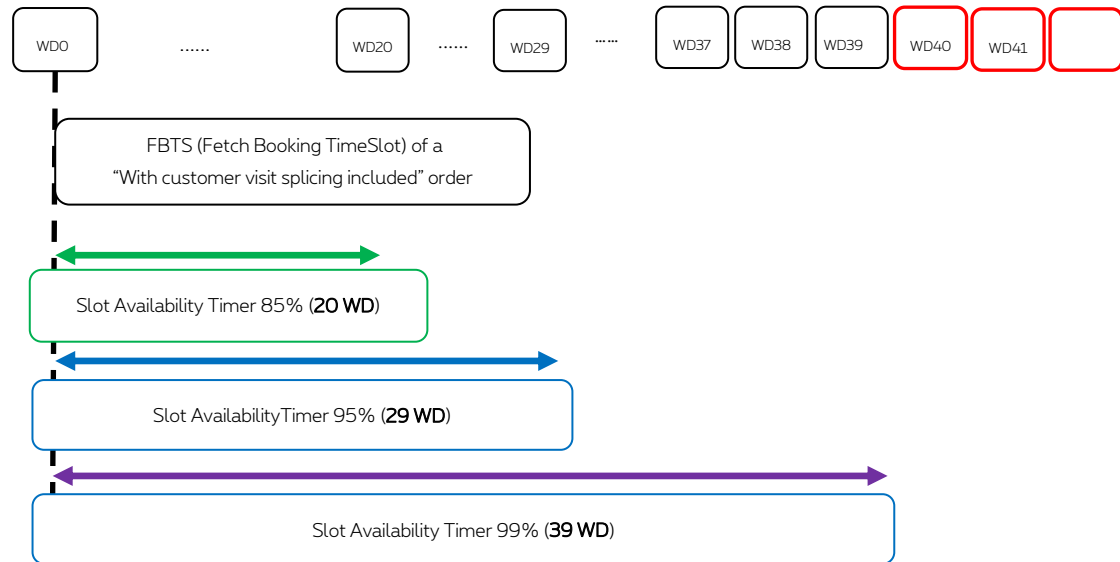 WD0 ...... WD20 ...... WD29 ...... WD37 WD38 WD39 WD40 WD41
FBTS (Fetch Booking TimeSlot) of a
“With customer visit splicing included” order
Slot Availability Timer 85% (20 WD)
Slot AvailabilityTimer 95% (29 WD)
Slot Availability Timer 99% (39 WD)